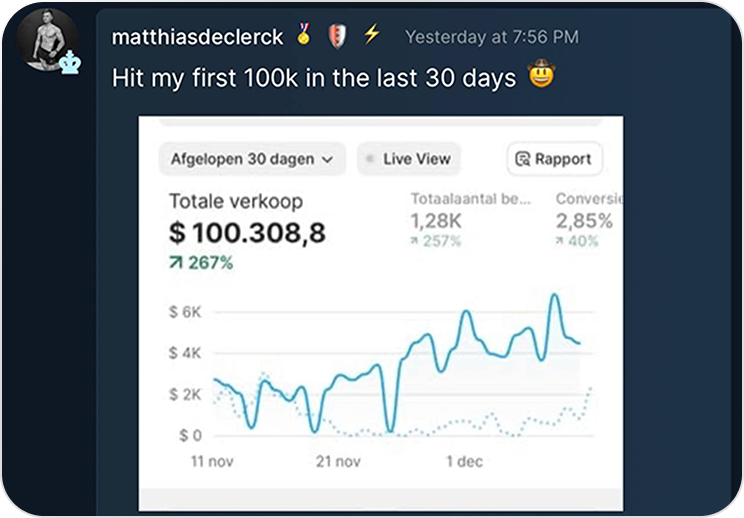 matthiasdeclerck 🏅 🛡️ ⚡ Yesterday at 7:56 PM
Hit my first 100k in the last 30 days 🤠
Afgelopen 30 dagen Live View Rapport
Totale verkoop Totaalaantal be... Conversie
$ 100.308,8 1,28K 2,85%
267% 257% 40%
$ 6K
$ 4K
$ 2K
$ 0
11 nov 21 nov 1 dec